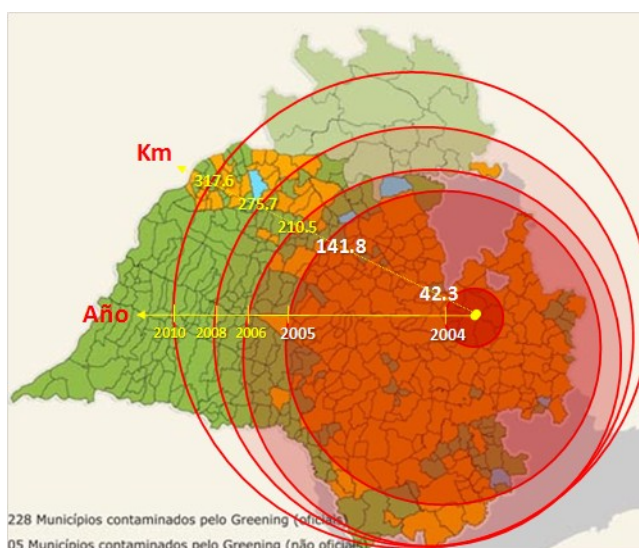 Km
317.6
275.7
210.5
141.8
42.3
Año
2010
2008
2006
2005
2004
228 Municípios contaminados pelo Greening (oficiais)
05 Municípios contaminados pelo Greening (não oficiais)